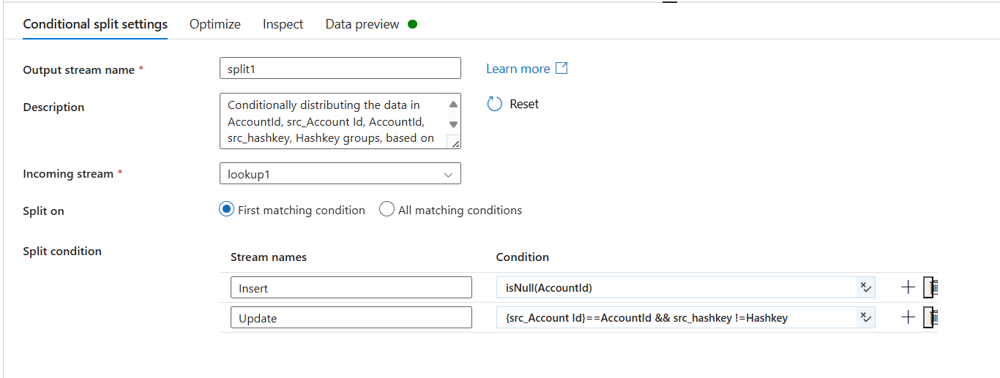 Conditional split settings Optimize Inspect Data preview
Output stream name * split1 Learn more
Description Conditionally distributing the data in Reset
AccountId, src_Account Id, AccountId,
src_hashkey, Hashkey groups, based on
Incoming stream * lookup1
Split on First matching condition All matching conditions
Split condition
Stream names Condition
Insert isNull(AccountId)
Update {src_Account Id}==AccountId && src_hashkey !=Hashkey